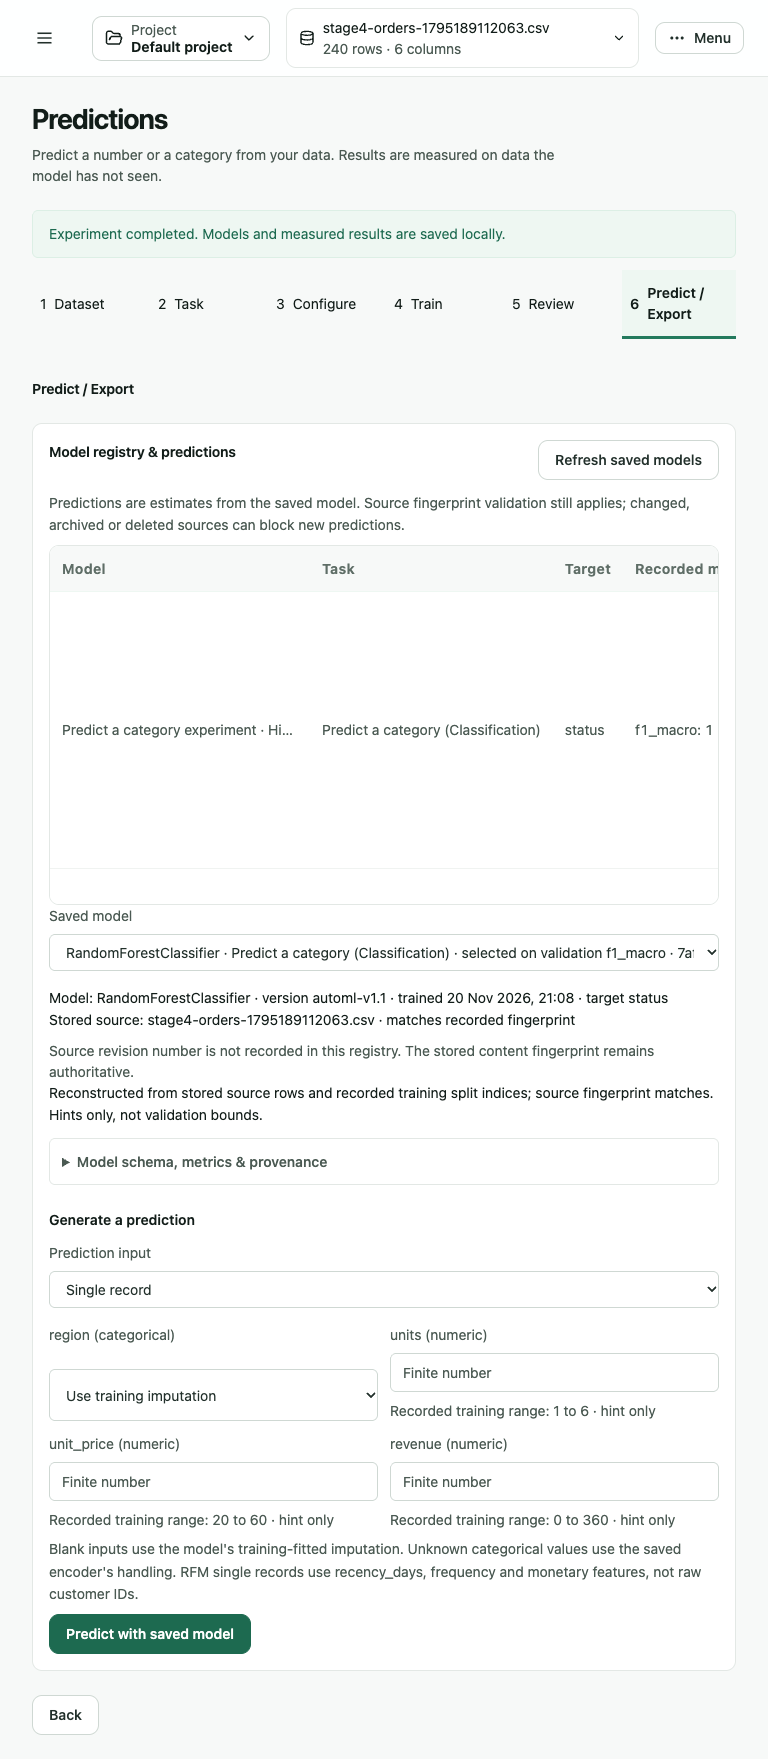 Project
Default project
stage4-orders-1795189112063.csv
240 rows · 6 columns
Menu
Predictions
Predict a number or a category from your data. Results are measured on data the
model has not seen.
Experiment completed. Models and measured results are saved locally.
1 Dataset
2 Task
3 Configure
4 Train
5 Review
6 Predict /
Export
Predict / Export
Model registry & predictions
Refresh saved models
Predictions are estimates from the saved model. Source fingerprint validation still applies; changed,
archived or deleted sources can block new predictions.
Model Task Target Recorded m
Predict a category experiment · Hi... Predict a category (Classification) status f1_macro: 1
Saved model
RandomForestClassifier · Predict a category (Classification) · selected on validation f1_macro · 7a
Model: RandomForestClassifier · version automl-v1.1 · trained 20 Nov 2026, 21:08 · target status
Stored source: stage4-orders-1795189112063.csv · matches recorded fingerprint
Source revision number is not recorded in this registry. The stored content fingerprint remains
authoritative.
Reconstructed from stored source rows and recorded training split indices; source fingerprint matches.
Hints only, not validation bounds.
Model schema, metrics & provenance
Generate a prediction
Prediction input
Single record
region (categorical)
Use training imputation
units (numeric)
Finite number
Recorded training range: 1 to 6 · hint only
unit_price (numeric)
Finite number
Recorded training range: 20 to 60 · hint only
revenue (numeric)
Finite number
Recorded training range: 0 to 360 · hint only
Blank inputs use the model's training-fitted imputation. Unknown categorical values use the saved
encoder's handling. RFM single records use recency_days, frequency and monetary features, not raw
customer IDs.
Predict with saved model
Back